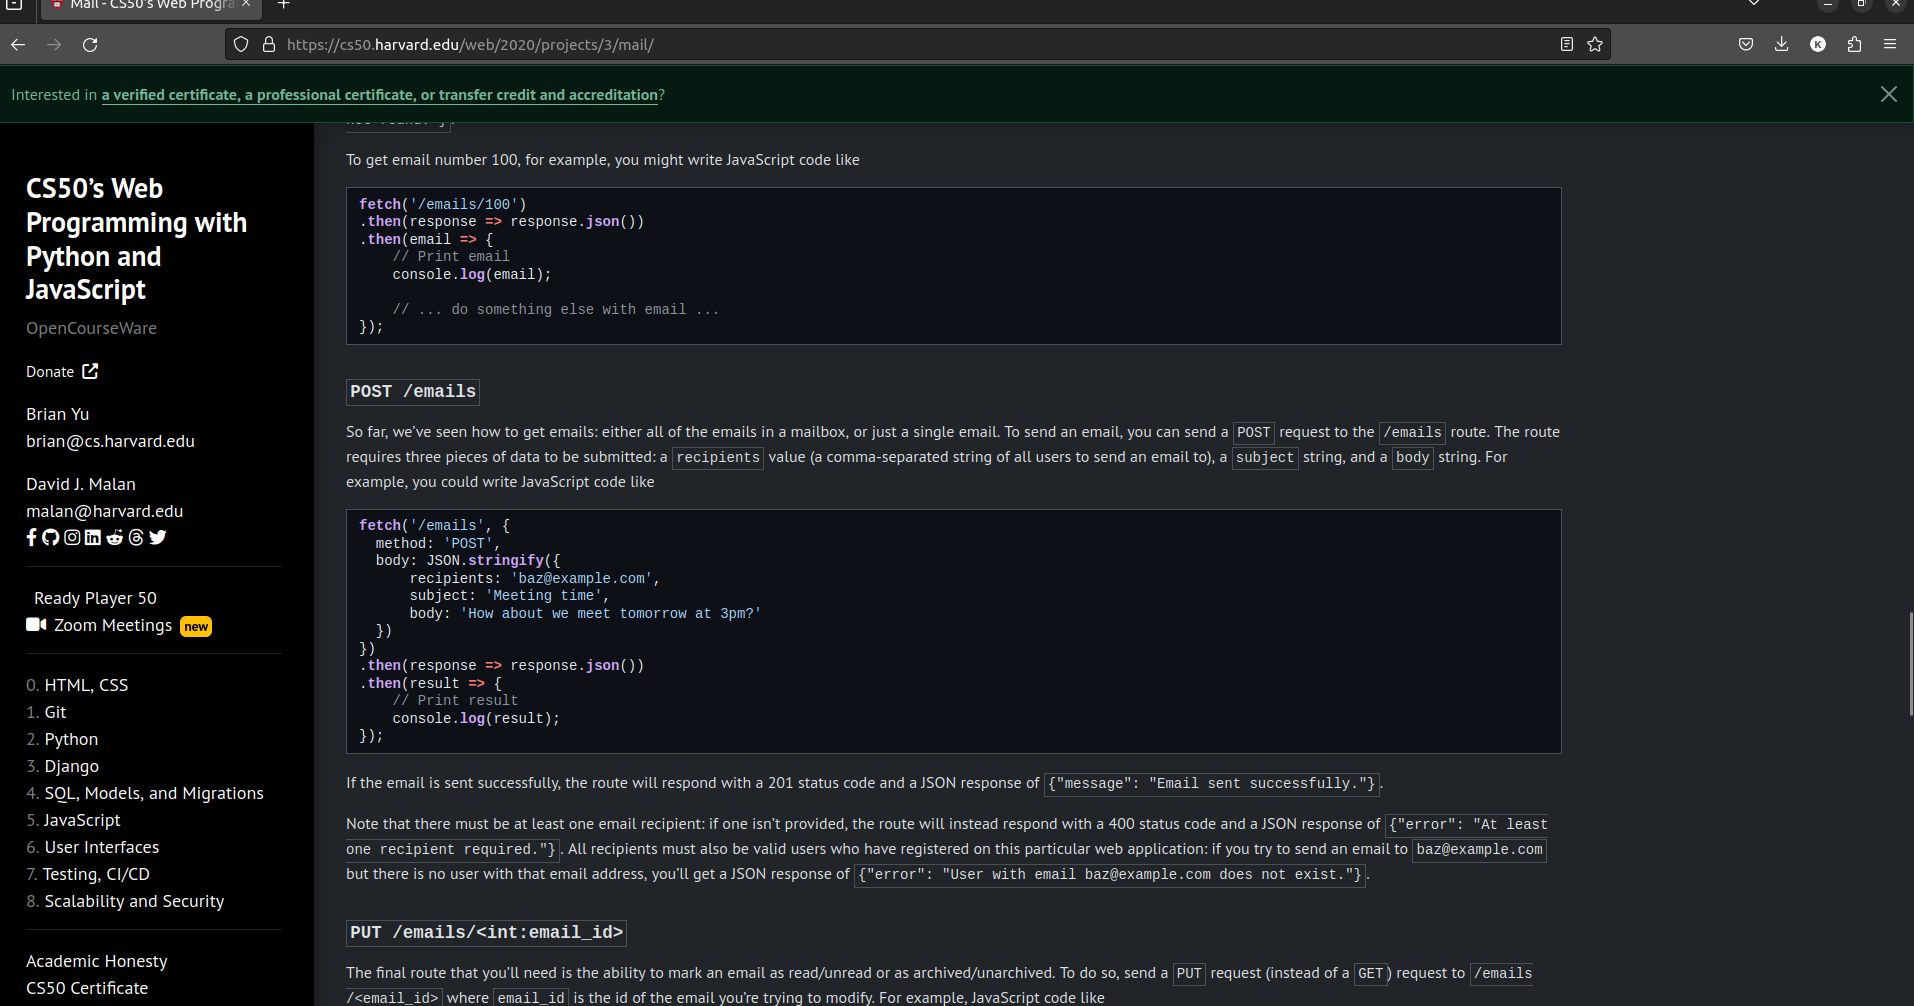 Mail - CS50's Web Progra
https://cs50.harvard.edu/web/2020/projects/3/mail/
K
Interested in a verified certificate, a professional certificate, or transfer credit and accreditation?
CS50's Web
Programming with
Python and
JavaScript
OpenCourseWare
Donate
Brian Yu
brian@cs.harvard.edu
David J. Malan
malan@harvard.edu
Ready Player 50
Zoom Meetings new
0. HTML, CSS
1. Git
2. Python
3. Django
4. SQL, Models, and Migrations
5. JavaScript
6. User Interfaces
7. Testing, CI/CD
8. Scalability and Security
Academic Honesty
CS50 Certificate
To get email number 100, for example, you might write JavaScript code like
fetch('/emails/100')
.then(response => response.json())
.then(email => {
    // Print email
    console.log(email);
    // ... do something else with email ...
});
POST /emails
So far, we've seen how to get emails: either all of the emails in a mailbox, or just a single email. To send an email, you can send a POST request to the /emails route. The route
requires three pieces of data to be submitted: a recipients value (a comma-separated string of all users to send an email to), a subject string, and a body string. For
example, you could write JavaScript code like
fetch('/emails', {
  method: 'POST',
  body: JSON.stringify({
      recipients: 'baz@example.com',
      subject: 'Meeting time',
      body: 'How about we meet tomorrow at 3pm?'
  })
})
.then(response => response.json())
.then(result => {
    // Print result
    console.log(result);
});
If the email is sent successfully, the route will respond with a 201 status code and a JSON response of {"message": "Email sent successfully."}.
Note that there must be at least one email recipient: if one isn't provided, the route will instead respond with a 400 status code and a JSON response of {"error": "At least
one recipient required."}. All recipients must also be valid users who have registered on this particular web application: if you try to send an email to baz@example.com
but there is no user with that email address, you'll get a JSON response of {"error": "User with email baz@example.com does not exist."}.
PUT /emails/<int:email_id>
The final route that you'll need is the ability to mark an email as read/unread or as archived/unarchived. To do so, send a PUT request (instead of a GET) request to /emails
/<email_id> where email_id is the id of the email you're trying to modify. For example, JavaScript code like